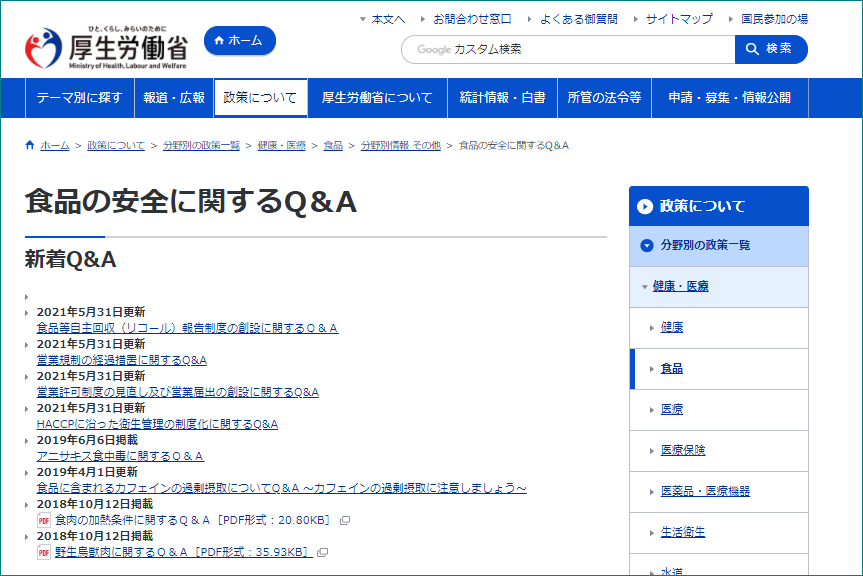 ひと、くらし、みらいのために
厚生労働省
Ministry of Health, Labour and Welfare
ホーム
本文へ お問合わせ窓口 よくある御質問 サイトマップ 国民参加の場
Google カスタム検索
検索
テーマ別に探す 報道・広報 政策について 厚生労働省について 統計情報・白書 所管の法令等 申請・募集・情報公開
ホーム > 政策について > 分野別の政策一覧 > 健康・医療 > 食品 > 分野別情報 その他 > 食品の安全に関するQ&A
食品の安全に関するQ&A
新着Q&A
2021年5月31日更新
食品等自主回収（リコール）報告制度の創設に関するQ&A
2021年5月31日更新
営業規制の経過措置に関するQ&A
2021年5月31日更新
営業許可制度の見直し及び営業届出の創設に関するQ&A
2021年5月31日更新
HACCPに沿った衛生管理の制度化に関するQ&A
2019年6月6日掲載
アニサキス食中毒に関するQ&A
2019年4月1日更新
食品に含まれるカフェインの過剰摂取についてQ&A ～カフェインの過剰摂取に注意しましょう～
2018年10月12日掲載
PDF 食肉の加熱条件に関するQ&A［PDF形式：20.80KB］
2018年10月12日掲載
PDF 野生鳥獣肉に関するQ&A［PDF形式：35.93KB］
政策について
分野別の政策一覧
健康・医療
健康
食品
医療
医療保険
医薬品・医療機器
生活衛生
水道